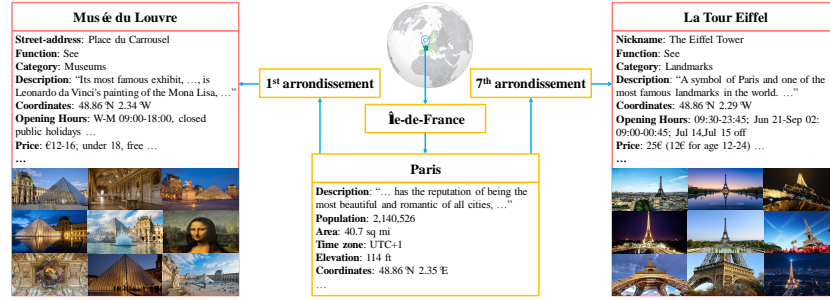 Musée du Louvre
Street-address: Place du Carrousel
Function: See
Category: Museums
Description: “Its most famous exhibit, …, is
Leonardo da Vinci's painting of the Mona Lisa, …”
Coordinates: 48.86°N 2.34°W
Opening Hours: W-M 09:00-18:00, closed
public holidays …
Price: €12-16; under 18, free …
…
1st arrondissement
Île-de-France
7th arrondissement
Paris
Description: “… has the reputation of being the
most beautiful and romantic of all cities, …”
Population: 2,140,526
Area: 40.7 sq mi
Time zone: UTC+1
Elevation: 114 ft
Coordinates: 48.86°N 2.35°E
…
La Tour Eiffel
Nickname: The Eiffel Tower
Function: See
Category: Landmarks
Description: “A symbol of Paris and one of the
most famous landmarks in the world. …”
Coordinates: 48.86°N 2.29°W
Opening Hours: 09:30-23:45; Jun 21-Sep 02:
09:00-00:45; Jul 14,Jul 15 off
Price: 25€ (12€ for age 12-24) …
…